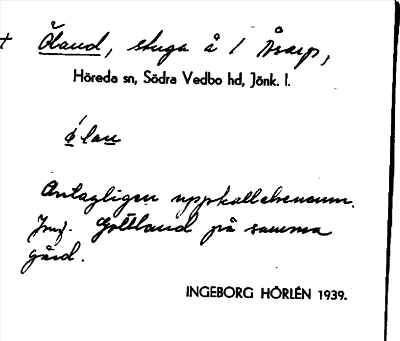 + Öland, stuga å 1 Åsarp,
Höreda sn, Södra Vedbo hd, Jönk. l.
ö́lan
Antagligen uppkallelsenamn.
Jmf. Gottland på samma
gård.
INGEBORG HÖRLÉN 1939.